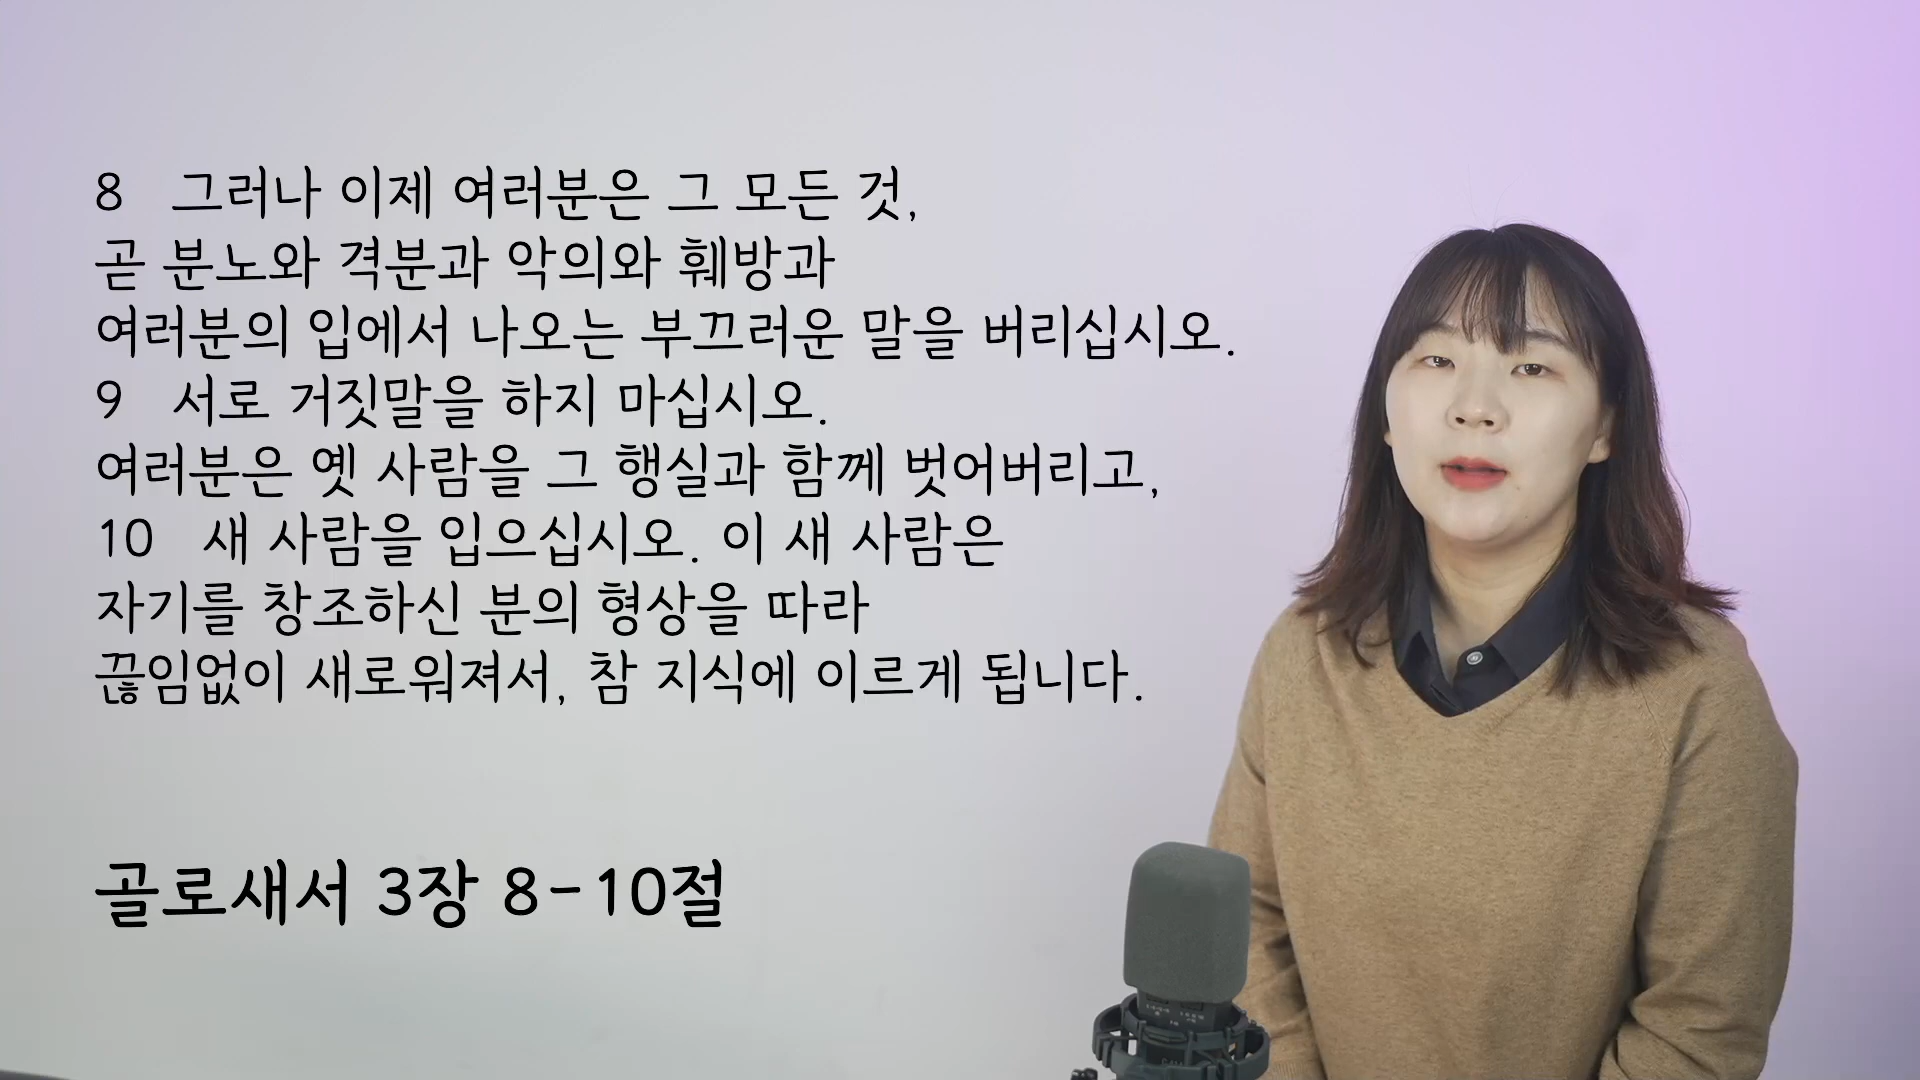 8 그러나 이제 여러분은 그 모든 것,
곧 분노와 격분과 악의와 훼방과
여러분의 입에서 나오는 부끄러운 말을 버리십시오.
9 서로 거짓말을 하지 마십시오.
여러분은 옛 사람을 그 행실과 함께 벗어버리고,
10 새 사람을 입으십시오. 이 새 사람은
자기를 창조하신 분의 형상을 따라
끊임없이 새로워져서, 참 지식에 이르게 됩니다.
골로새서 3장 8-10절